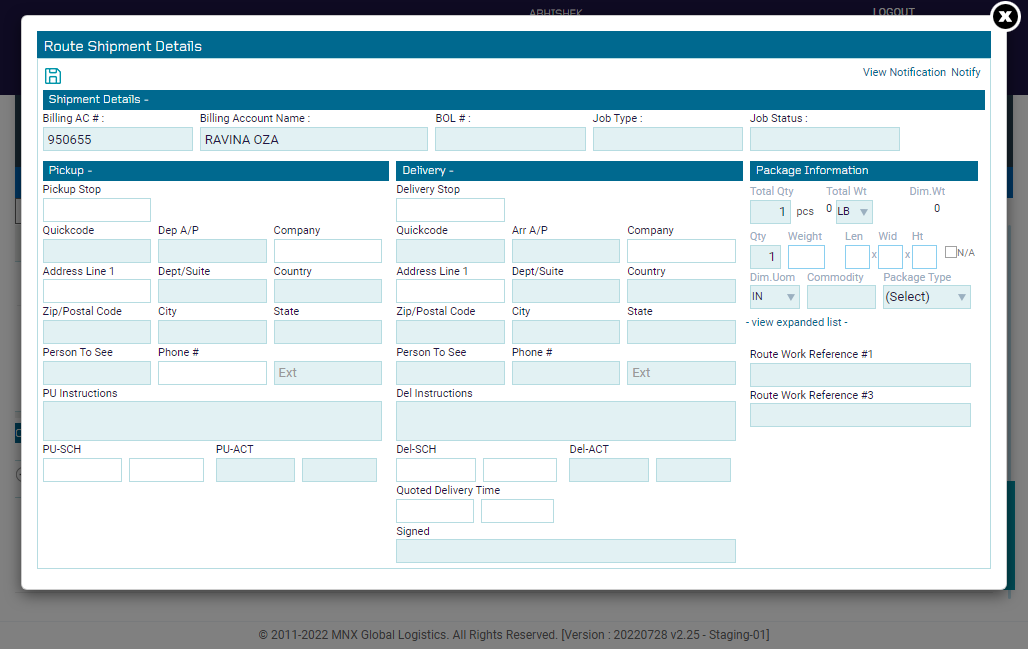 ABHISHEK LOGOUT
X
Route Shipment Details
View Notification Notify
Shipment Details -
Billing AC # : Billing Account Name : BOL # : Job Type : Job Status :
950655 RAVINA OZA
Pickup - Delivery - Package Information
Pickup Stop Delivery Stop Total Qty Total Wt Dim.Wt
1 pcs 0 LB 0
Quickcode Dep A/P Company Quickcode Arr A/P Company Qty Weight Len Wid Ht
1 x x N/A
Address Line 1 Dept/Suite Country Address Line 1 Dept/Suite Country Dim.Uom Commodity Package Type
IN (Select)
Zip/Postal Code City State Zip/Postal Code City State
- view expanded list -
Person To See Phone # Person To See Phone # Route Work Reference #1
Ext Ext
PU Instructions Del Instructions Route Work Reference #3
PU-SCH PU-ACT Del-SCH Del-ACT
Quoted Delivery Time
Signed
© 2011-2022 MNX Global Logistics. All Rights Reserved. [Version : 20220728 v2.25 - Staging-01]